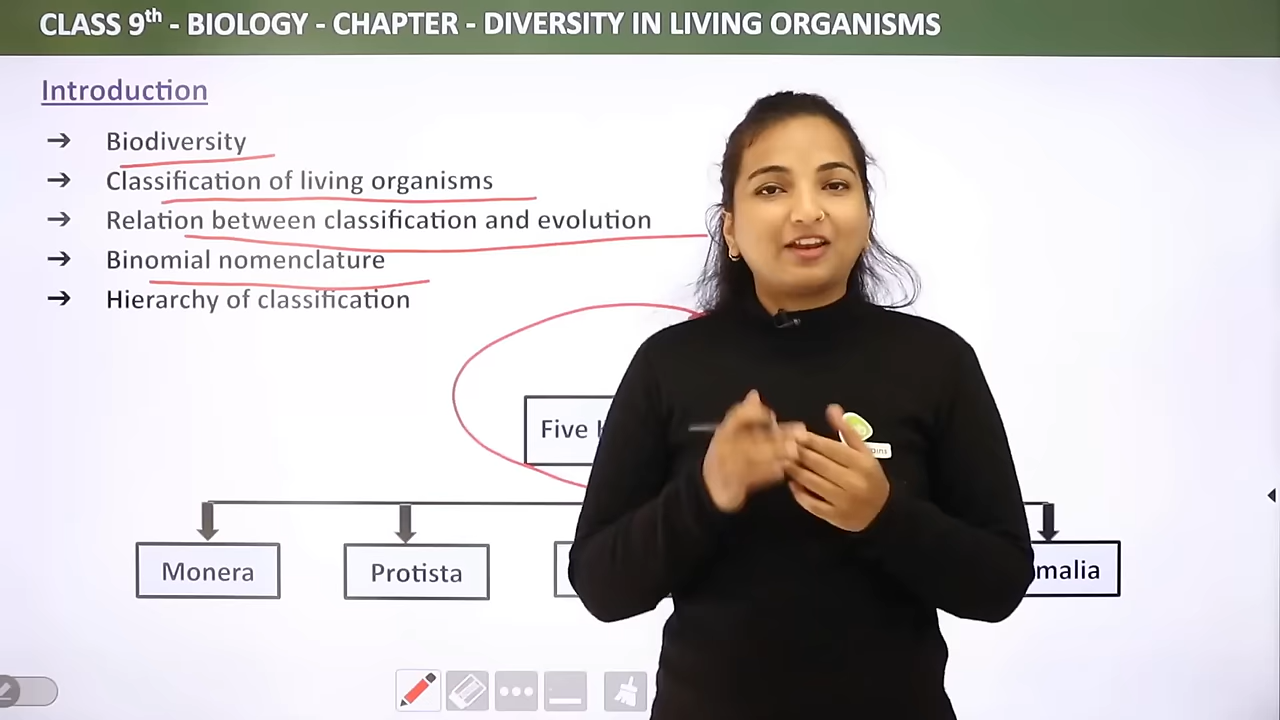 CLASS 9th - BIOLOGY - CHAPTER - DIVERSITY IN LIVING ORGANISMS
Introduction
➔ Biodiversity
➔ Classification of living organisms
➔ Relation between classification and evolution
➔ Binomial nomenclature
➔ Hierarchy of classification
Five
Monera
Protista
malia